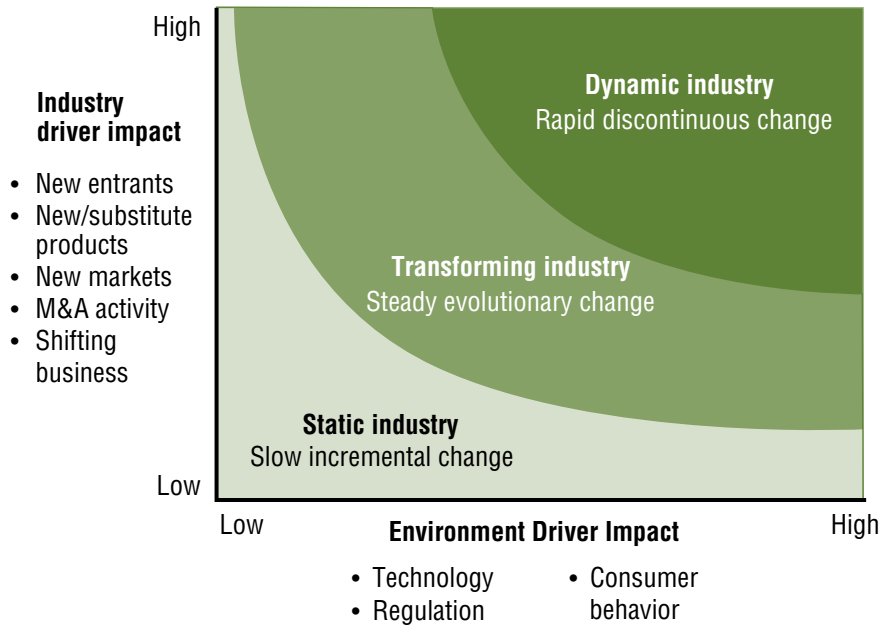 High
Industry
driver impact
• New entrants
• New/substitute
products
• New markets
• M&A activity
• Shifting
business
Low
Dynamic industry
Rapid discontinuous change
Transforming industry
Steady evolutionary change
Static industry
Slow incremental change
Low
High
Environment Driver Impact
• Technology
• Regulation
• Consumer
behavior